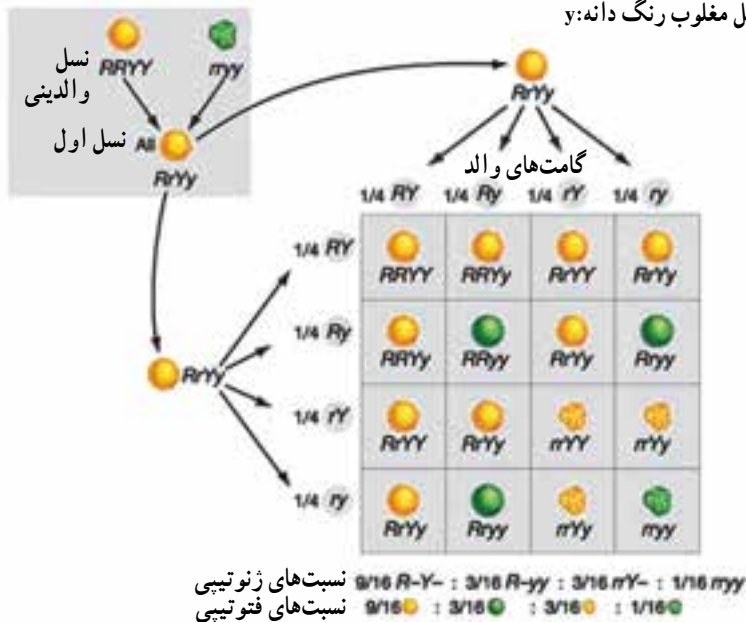 ل مغلوب رنگ دانه:y
نسل والدینی
RRYY rryy
نسل اول All
RrYy
RrYy
گامت‌های والد
1/4 RY 1/4 Ry 1/4 rY 1/4 ry
1/4 RY
RRYY RRYy RrYY RrYy
1/4 Ry
RRYy RRyy RrYy Rryy
RrYy
1/4 rY
RrYY RrYy rrYY rrYy
1/4 ry
RrYy Rryy rrYy rryy
نسبت‌های ژنوتیپی 9/16 R-Y- : 3/16 R-yy : 3/16 rrY- : 1/16 rryy
نسبت‌های فتوتیپی 9/16 : 3/16 : 3/16 : 1/16